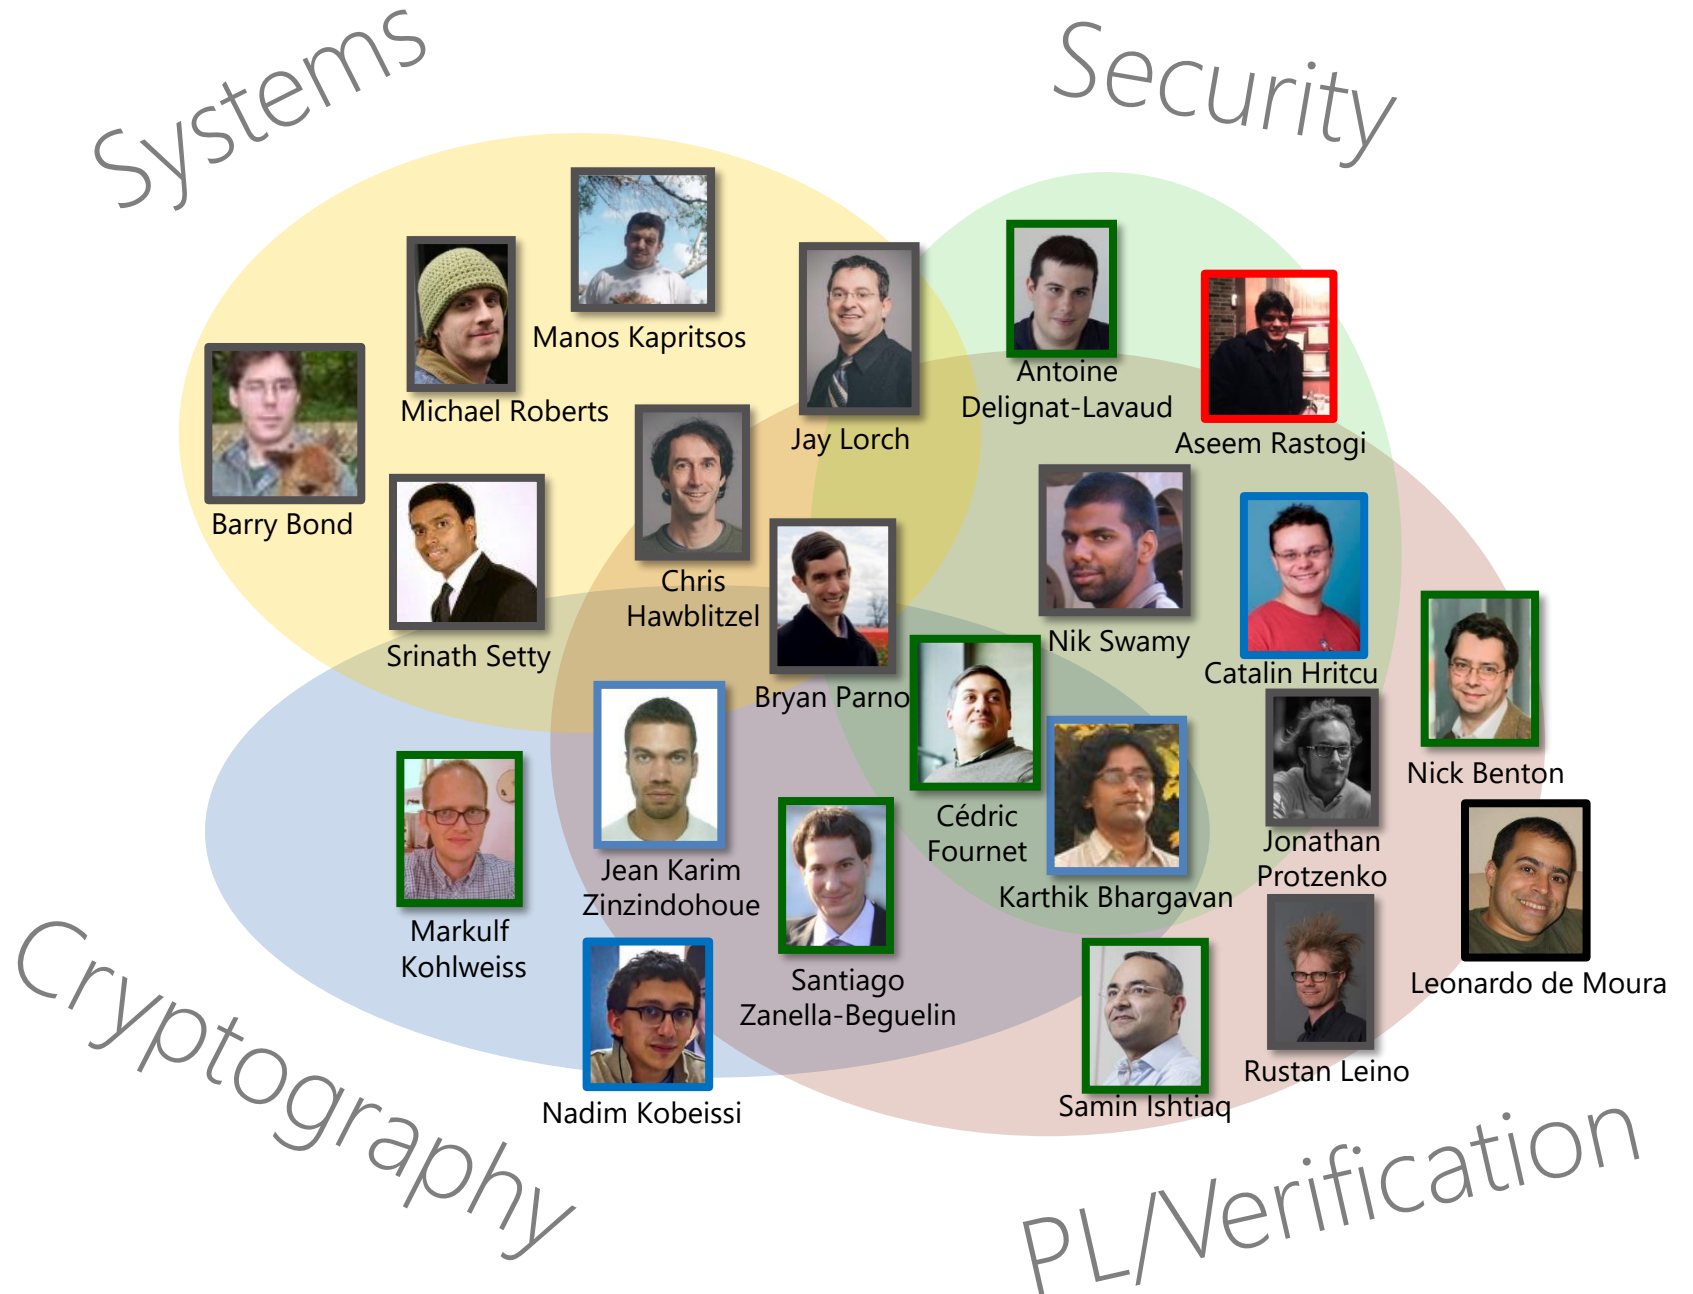 Systems
Security
Manos Kapritsos
Michael Roberts
Jay Lorch
Antoine
Delignat-Lavaud
Aseem Rastogi
Barry Bond
Chris
Hawblitzel
Srinath Setty
Nik Swamy
Catalin Hritcu
Bryan Parno
Nick Benton
Cédric
Fournet
Jonathan
Protzenko
Jean Karim
Zinzindohoue
Karthik Bhargavan
Markulf
Kohlweiss
Santiago
Zanella-Beguelin
Leonardo de Moura
Rustan Leino
Nadim Kobeissi
Samin Ishtiaq
Cryptography
PL/Verification